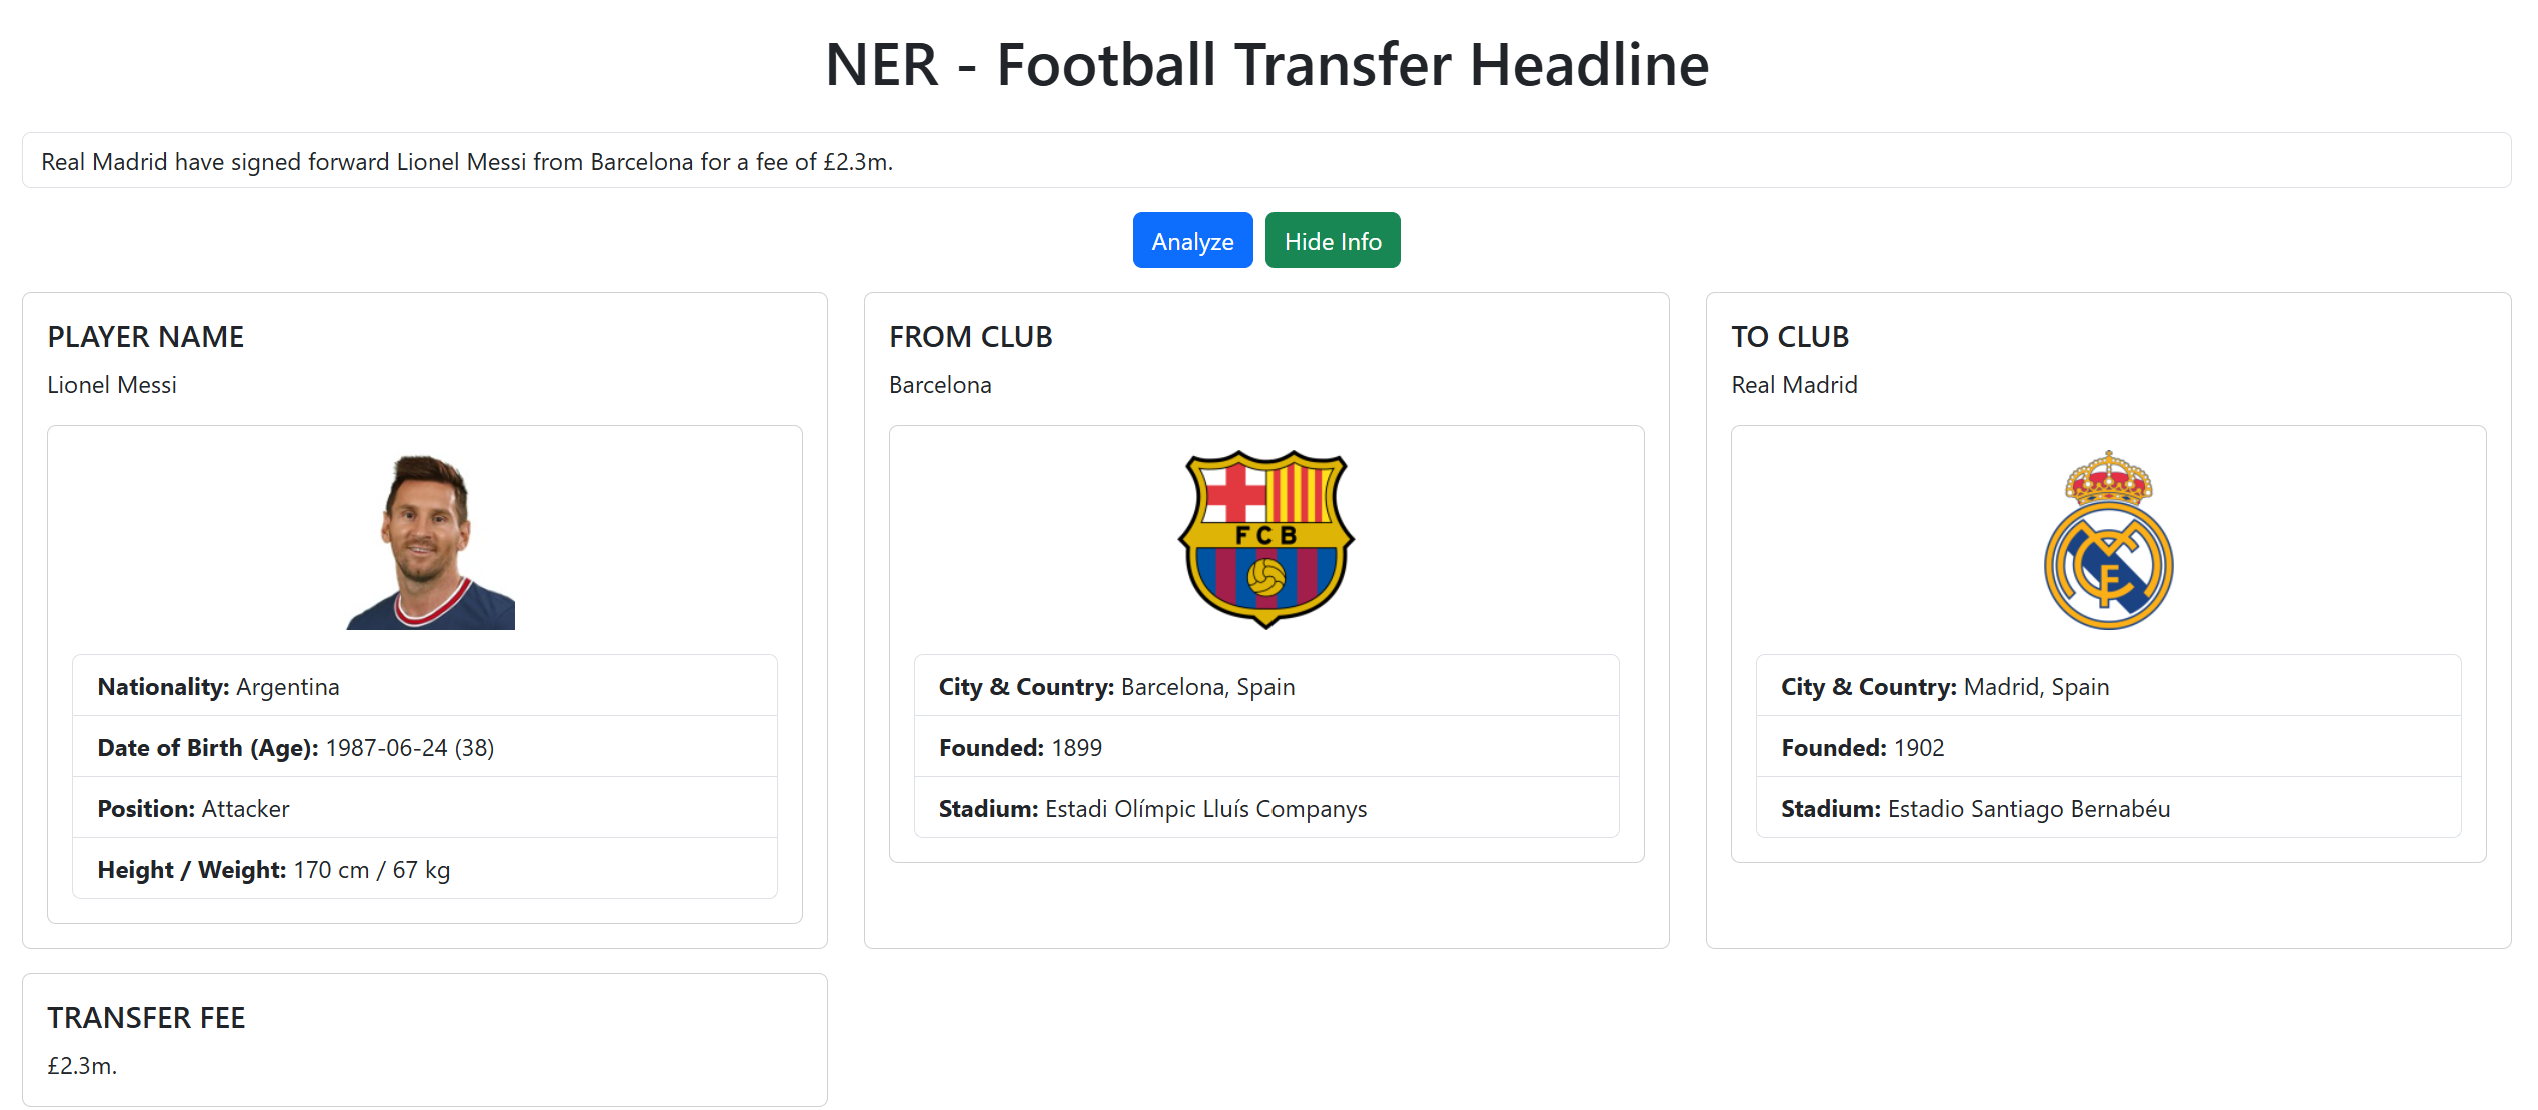 NER - Football Transfer Headline
Real Madrid have signed forward Lionel Messi from Barcelona for a fee of £2.3m.
Analyze
Hide Info
PLAYER NAME
Lionel Messi
Nationality: Argentina
Date of Birth (Age): 1987-06-24 (38)
Position: Attacker
Height / Weight: 170 cm / 67 kg
FROM CLUB
Barcelona
FCB
City & Country: Barcelona, Spain
Founded: 1899
Stadium: Estadi Olímpic Lluís Companys
TO CLUB
Real Madrid
City & Country: Madrid, Spain
Founded: 1902
Stadium: Estadio Santiago Bernabéu
TRANSFER FEE
£2.3m.